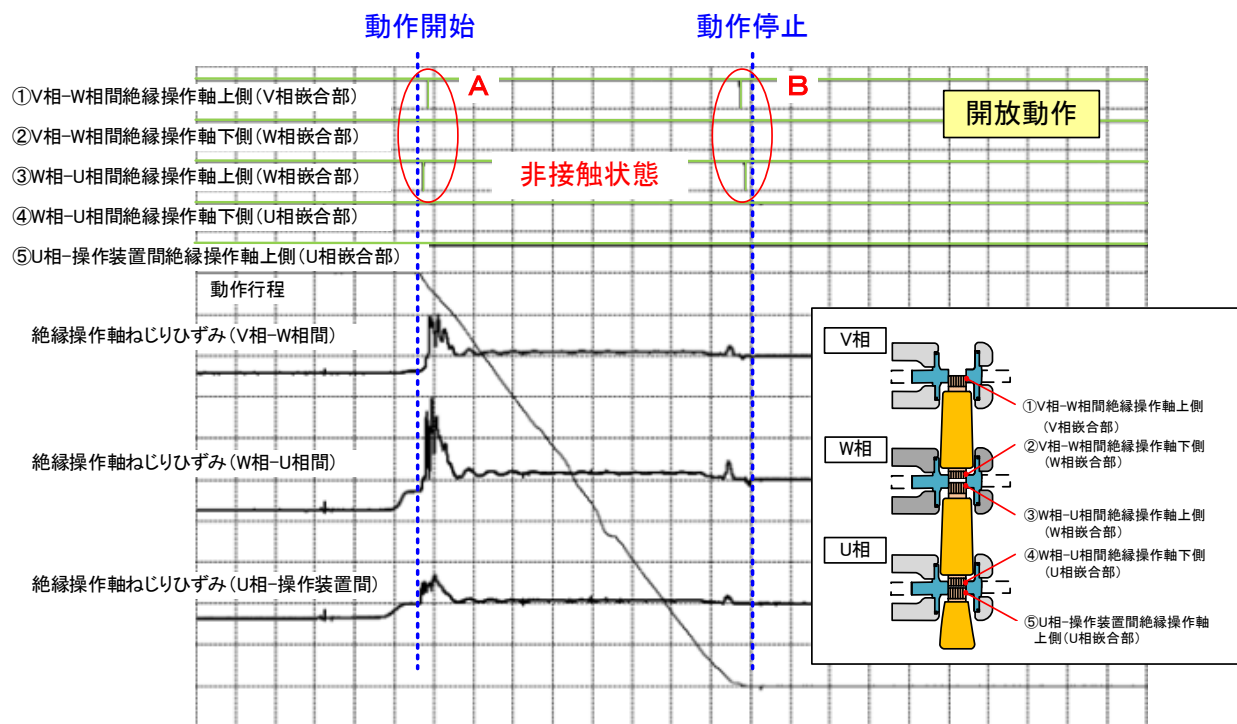 動作開始
動作停止
A
B
①V相-W相間絶縁操作軸上側(V相嵌合部)
開放動作
②V相-W相間絶縁操作軸下側(W相嵌合部)
③W相-U相間絶縁操作軸上側(W相嵌合部)
非接触状態
④W相-U相間絶縁操作軸下側(U相嵌合部)
⑤U相-操作装置間絶縁操作軸上側(U相嵌合部)
動作行程
絶縁操作軸ねじりひずみ(V相-W相間)
絶縁操作軸ねじりひずみ(W相-U相間)
絶縁操作軸ねじりひずみ(U相-操作装置間)
V相
①V相-W相間絶縁操作軸上側
(V相嵌合部)
W相
②V相-W相間絶縁操作軸下側
(W相嵌合部)
③W相-U相間絶縁操作軸上側
(W相嵌合部)
U相
④W相-U相間絶縁操作軸下側
(U相嵌合部)
⑤U相-操作装置間絶縁操作軸
上側(U相嵌合部)